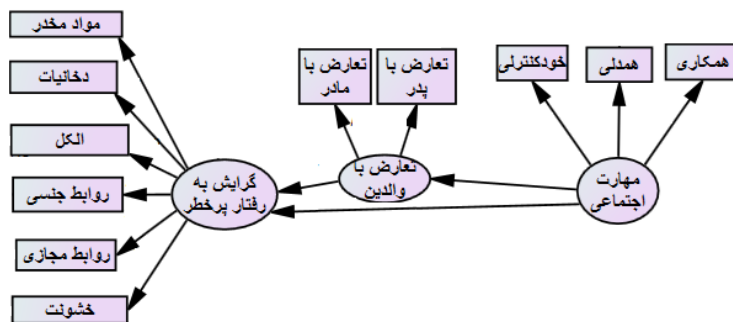 همکاری
همدلی
خودکنترلی
تعارض با
پدر
تعارض با
مادر
مواد مخدر
دخانیات
الکل
روابط جنسی
روابط مجازی
خشونت
مهارت
اجتماعی
تعارض با
والدین
گرایش به
رفتار پرخطر